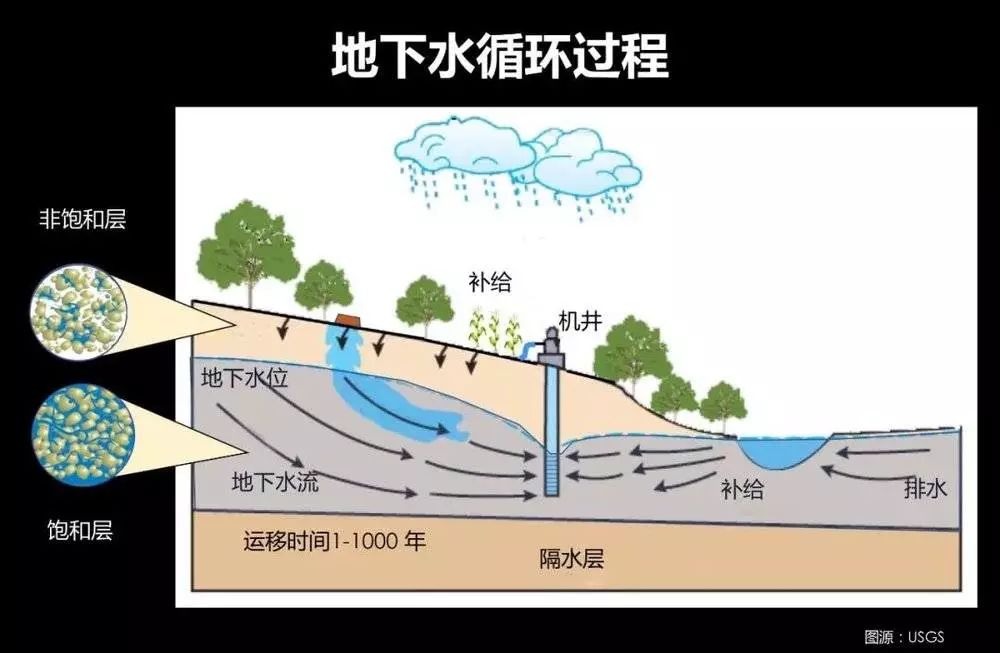 地下水循环过程
非饱和层
补给
机井
地下水位
地下水流
补给
排水
饱和层
运移时间1-1000 年
隔水层
图源：USGS